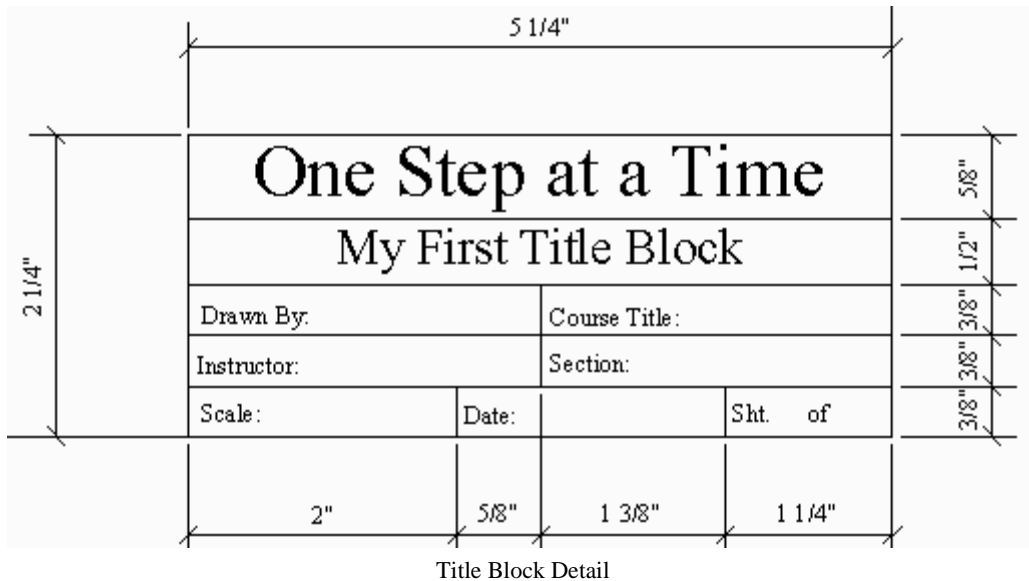 5 1/4"
One Step at a Time
5/8"
My First Title Block
1/2"
2 1/4"
Drawn By: Course Title:
3/8"
Instructor: Section:
3/8"
Scale: Date: Sht. of
3/8"
2" 5/8" 1 3/8" 1 1/4"
Title Block Detail